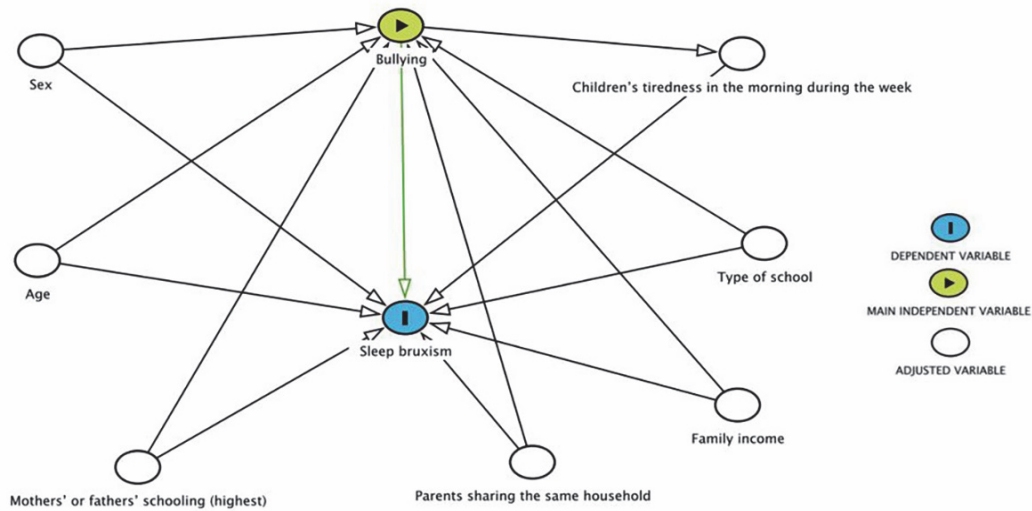 Bullying
Sex
Children's tiredness in the morning during the week
DEPENDENT VARIABLE
Type of school
Age
MAIN INDEPENDENT VARIABLE
Sleep bruxism
ADJUSTED VARIABLE
Family income
Mothers' or fathers' schooling (highest)
Parents sharing the same household